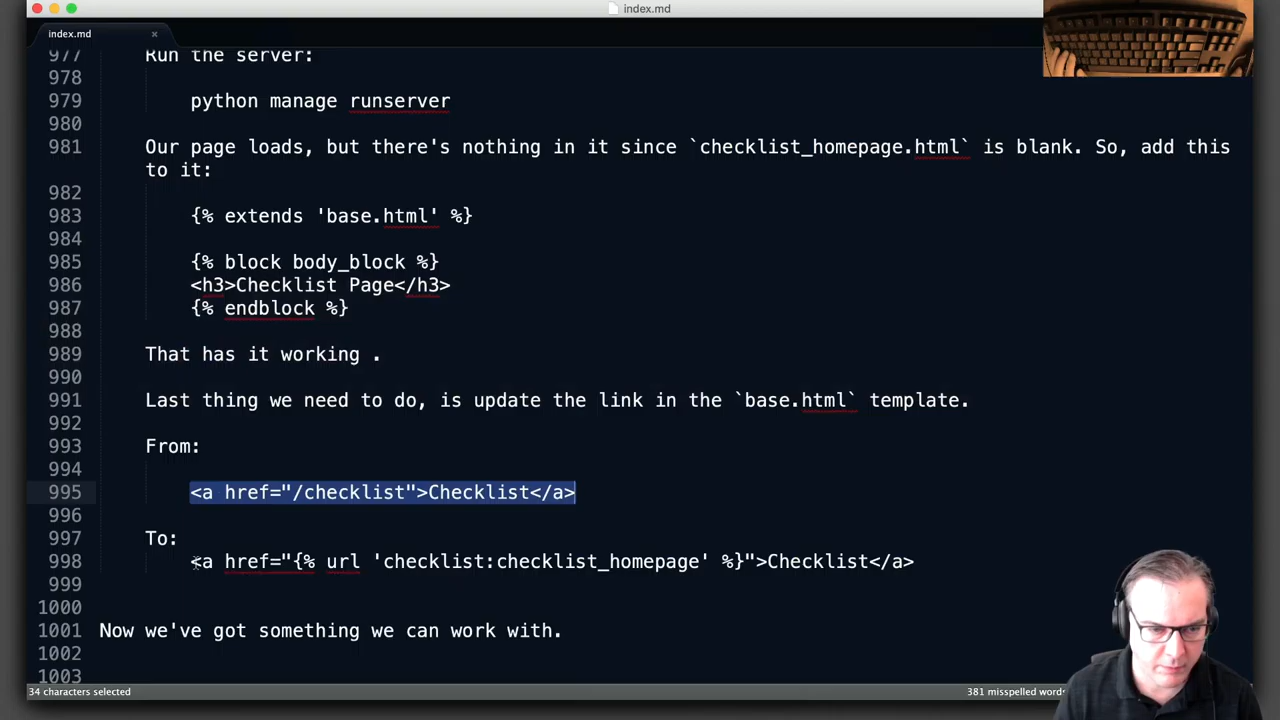 index.md
index.md ×
977 Run the server:
978
979 python manage runserver
980
981 Our page loads, but there's nothing in it since `checklist_homepage.html` is blank. So, add this
to it:
982
983 {% extends 'base.html' %}
984
985 {% block body_block %}
986 <h3>Checklist Page</h3>
987 {% endblock %}
988
989 That has it working .
990
991 Last thing we need to do, is update the link in the `base.html` template.
992
993 From:
994
995 <a href="/checklist">Checklist</a>
996
997 To:
998 <a href="{% url 'checklist:checklist_homepage' %}">Checklist</a>
999
1000
1001 Now we've got something we can work with.
1002
1003
34 characters selected
381 misspelled words